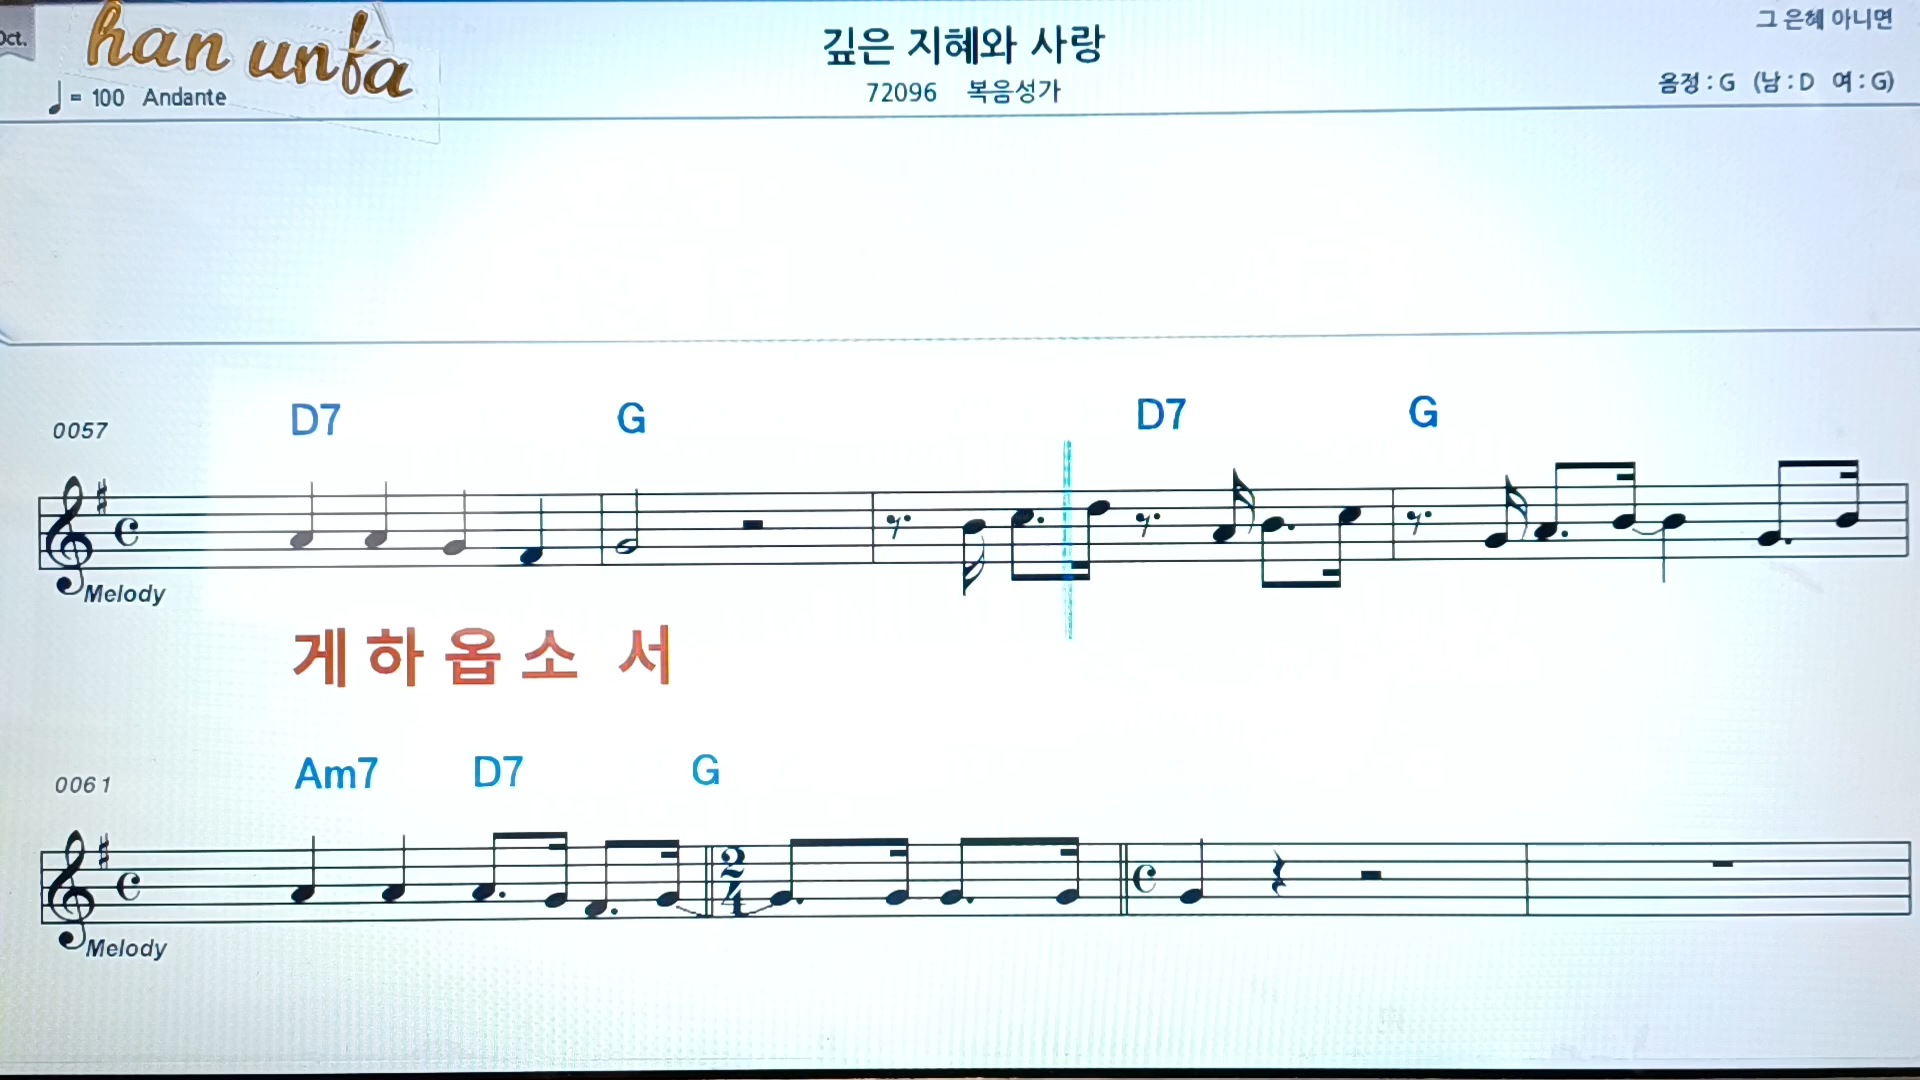 Oct.
han unfa
깊은 지혜와 사랑
그 은혜 아니면
♩= 100 Andante
72096 복음성가
음정 : G (남 : D 여 : G)
D7 G D7 G
0057
Melody
게 하 옵 소 서
Am7 D7 G
0061
2
4
Melody